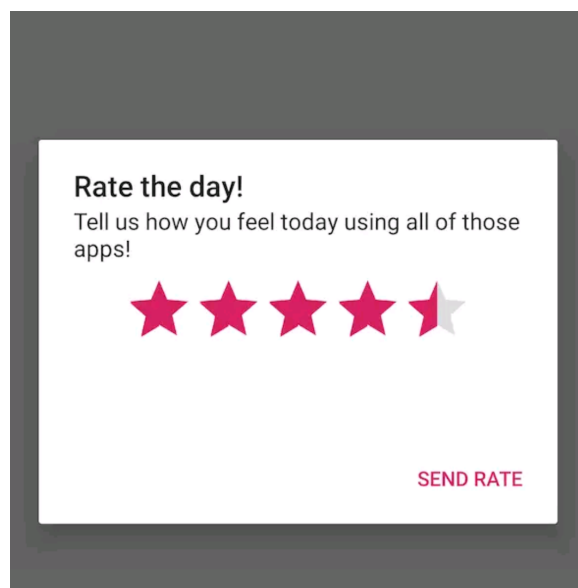 Rate the day!
Tell us how you feel today using all of those
apps!
SEND RATE